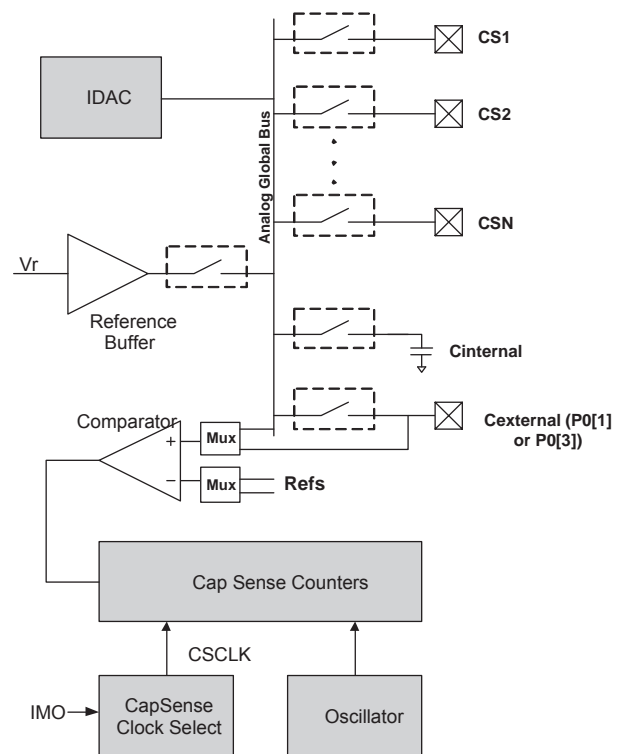 CS1
IDAC
CS2
Analog Global Bus
CSN
Vr
Reference
Buffer
Cinternal
Comparator
Cexternal (P0[1]
or P0[3])
+
Mux
−
Mux
Refs
Cap Sense Counters
CSCLK
IMO
CapSense
Clock Select
Oscillator